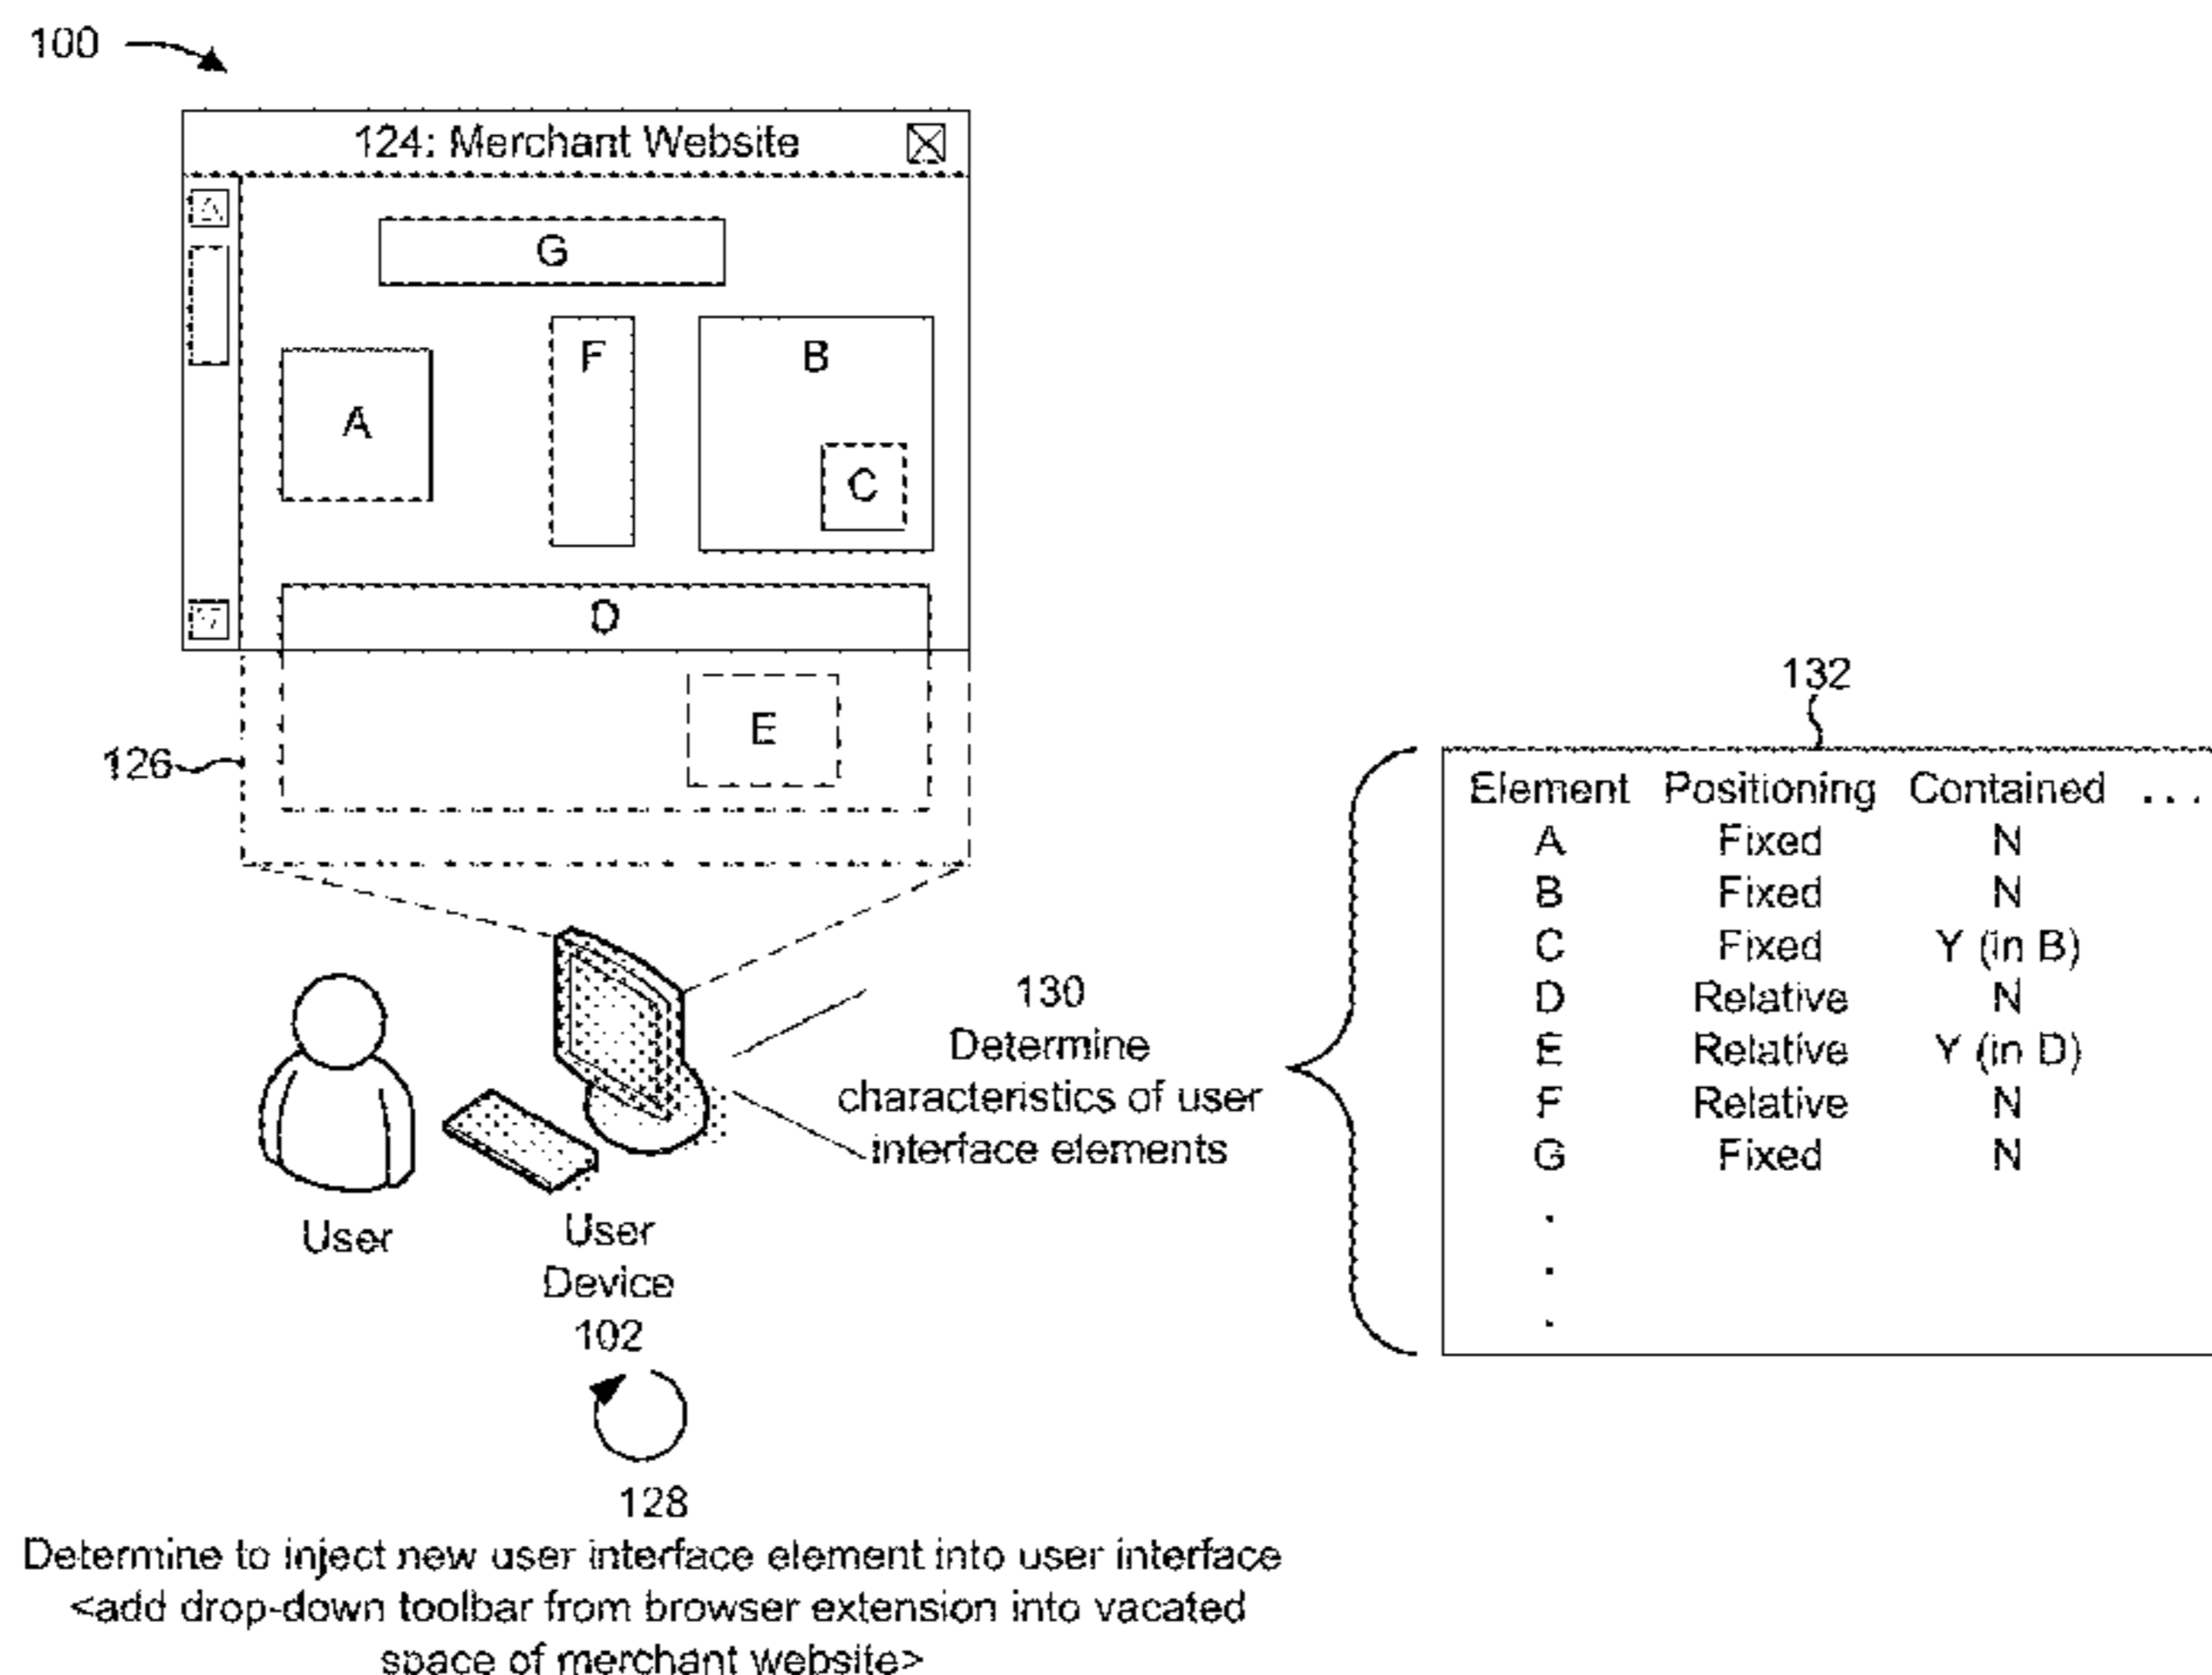 100
124: Merchant Website
G
F
B
A
C
D
E
126
132
Element Positioning Contained ...
A Fixed N
B Fixed N
C Fixed Y (in B)
D Relative N
E Relative Y (in D)
F Relative N
G Fixed N
.
.
.
130
Determine
characteristics of user
interface elements
User
User
Device
102
128
Determine to inject new user interface element into user interface
<add drop-down toolbar from browser extension into vacated
space of merchant website>